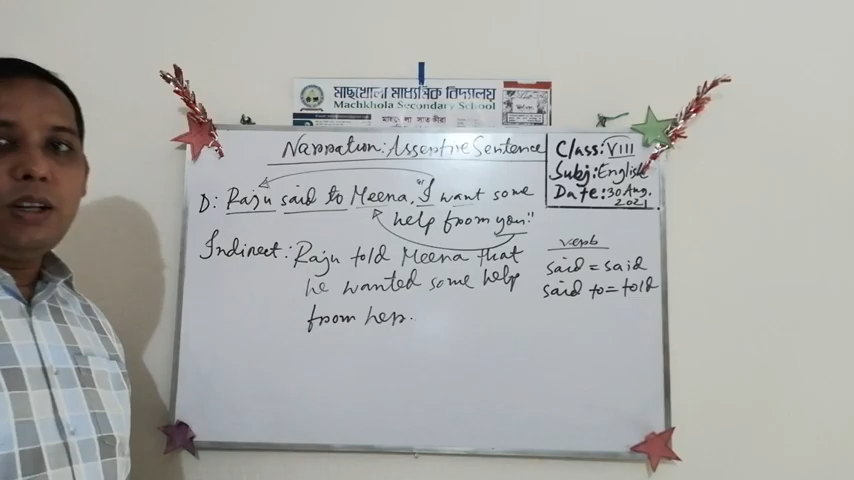 মাছখোলা মাধ্যমিক বিদ্যালয়
Machkhola Secondary School
Narration: Assertive Sentence
Class: VIII
Subj: English
Date: 30 Aug. 2021
D: Raju said to Meena, "I want some
help from you."
Indirect: Raju told Meena that
he wanted some help
from her.
verb
said = said
said to = told